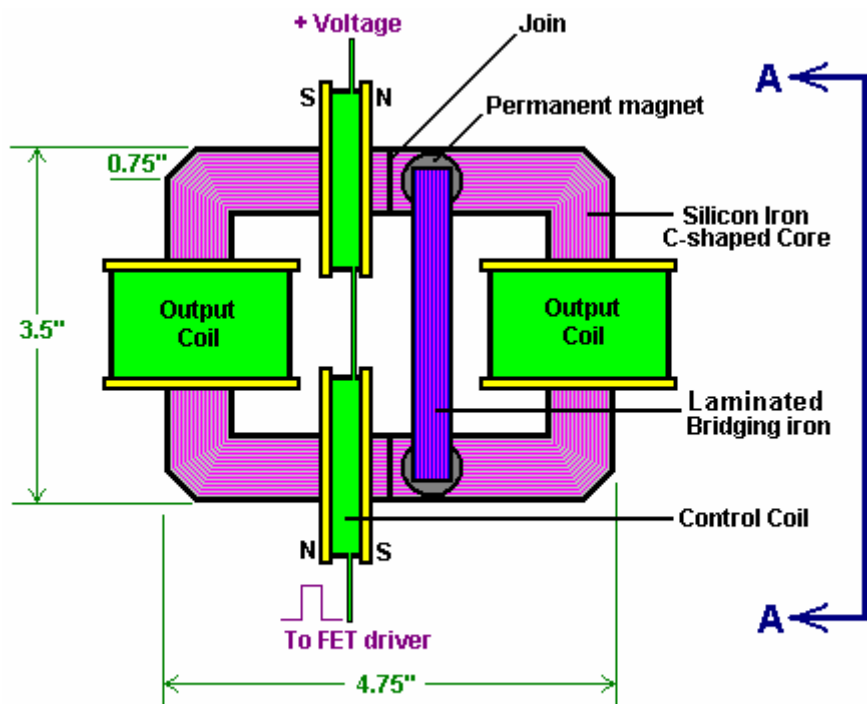 + Voltage
Join
S
N
Permanent magnet
A
0.75"
Silicon Iron
C-shaped Core
Output
Coil
Output
Coil
3.5"
Laminated
Bridging iron
Control Coil
N
S
A
To FET driver
4.75"